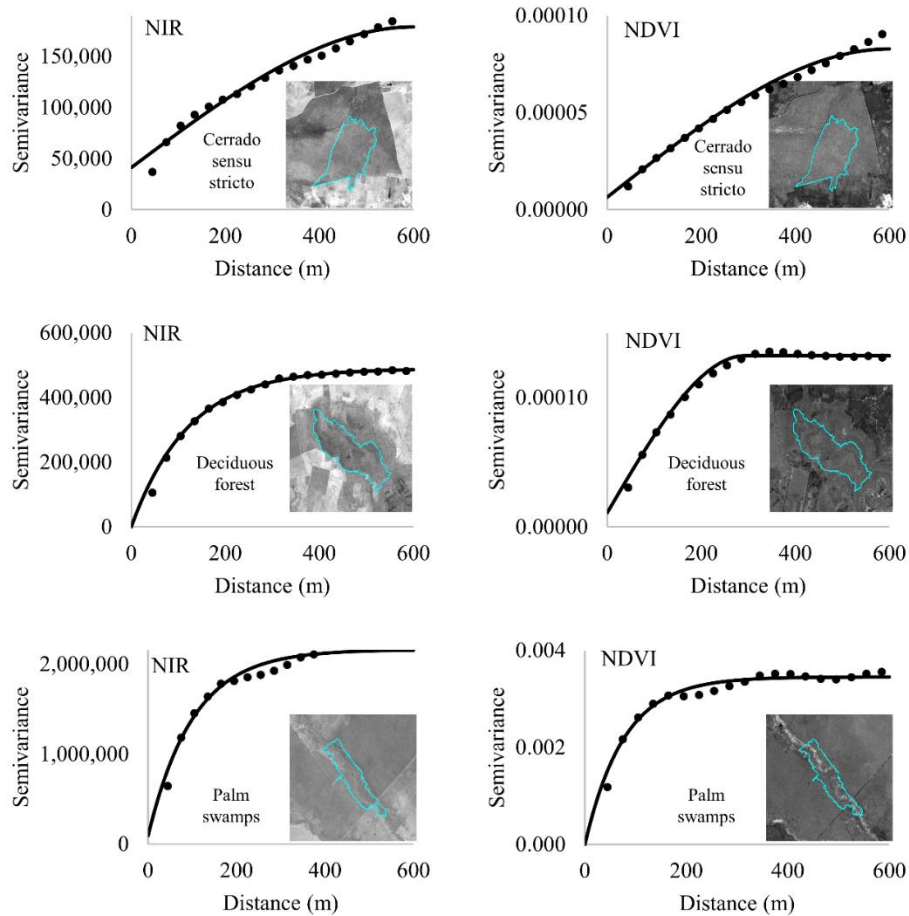 NIR
Semivariance
150,000
100,000
50,000
0
Cerrado
sensu
stricto
0 200 400 600
Distance (m)
NDVI
Semivariance
0.00010
0.00005
0.00000
Cerrado
sensu
stricto
0 200 400 600
Distance (m)
NIR
Semivariance
600,000
400,000
200,000
0
Deciduous
forest
0 200 400 600
Distance (m)
NDVI
Semivariance
0.00010
0.00000
Deciduous
forest
0 200 400 600
Distance (m)
NIR
Semivariance
2,000,000
1,000,000
0
Palm
swamps
0 200 400 600
Distance (m)
NDVI
Semivariance
0.004
0.002
0.000
Palm
swamps
0 200 400 600
Distance (m)